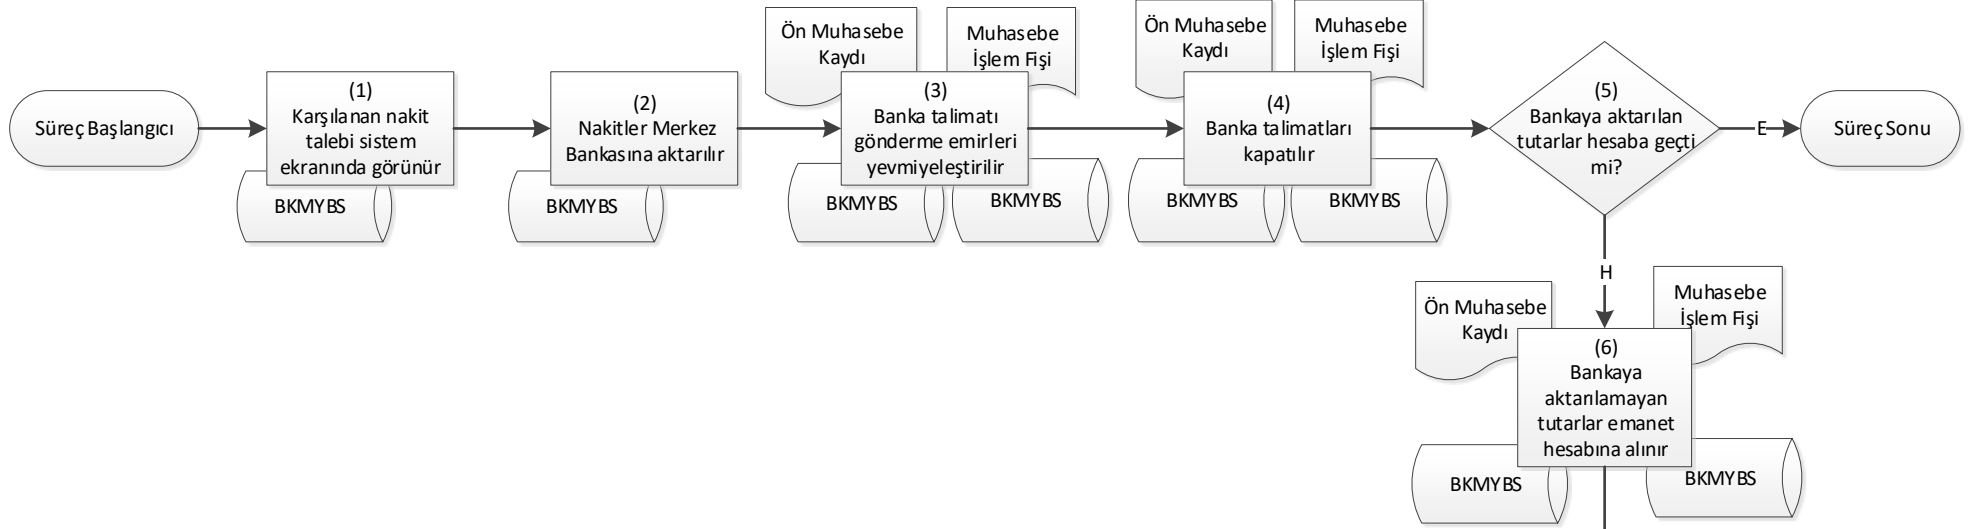 Süreç Başlangıcı
(1)
Karşılanan nakit
talebi sistem
ekranında görünür
BKMYBS
(2)
Nakitler Merkez
Bankasına aktarılır
BKMYBS
Ön Muhasebe
Kaydı
Muhasebe
İşlem Fişi
(3)
Banka talimatı
gönderme emirleri
yevmiyeleştirilir
BKMYBS
BKMYBS
Ön Muhasebe
Kaydı
Muhasebe
İşlem Fişi
(4)
Banka talimatları
kapatılır
BKMYBS
BKMYBS
(5)
Bankaya aktarılan
tutarlar hesaba geçti
mi?
E
Süreç Sonu
H
Ön Muhasebe
Kaydı
Muhasebe
İşlem Fişi
(6)
Bankaya
aktarılamayan
tutarlar emanet
hesabına alınır
BKMYBS
BKMYBS